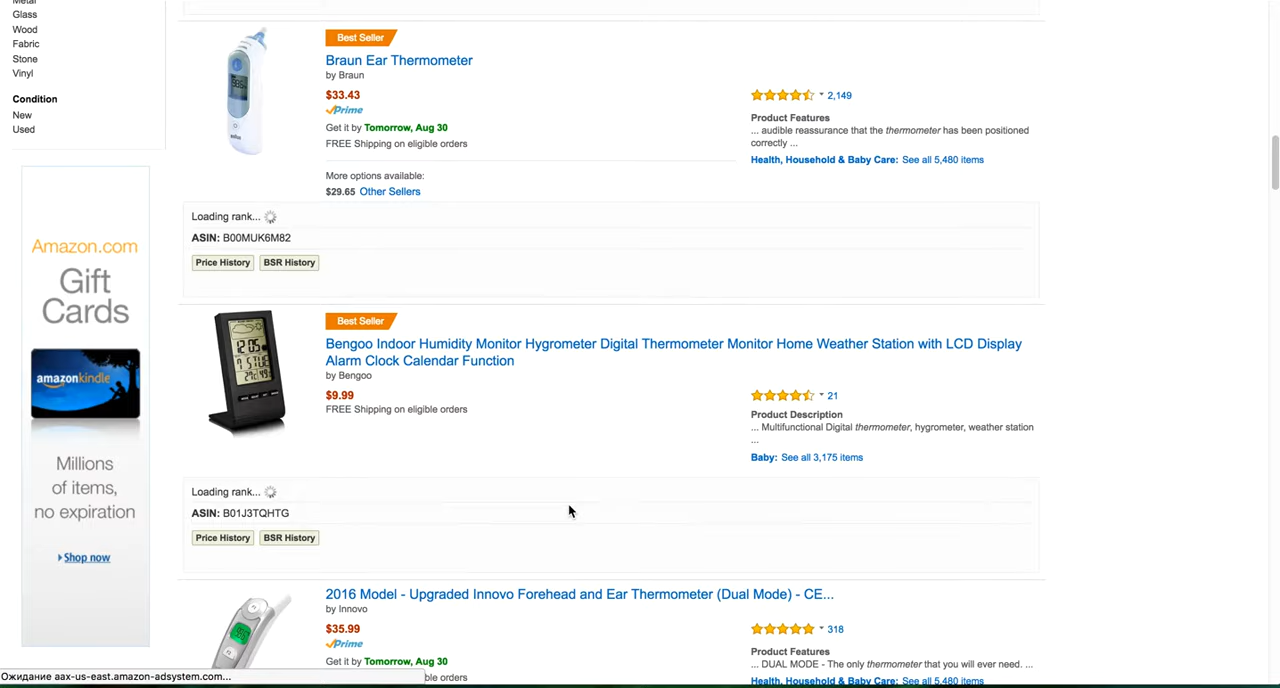 Metal
Glass
Wood
Fabric
Stone
Vinyl
Condition
New
Used
Amazon.com
Gift
Cards
amazonkindle
Millions
of items,
no expiration
Shop now
Best Seller
Braun Ear Thermometer
by Braun
$33.43
Prime
Get it by Tomorrow, Aug 30
FREE Shipping on eligible orders
More options available:
$29.65 Other Sellers
2,149
Product Features
... audible reassurance that the thermometer has been positioned
correctly ...
Health, Household & Baby Care: See all 5,480 items
Loading rank...
ASIN: B00MUK6M82
Price History BSR History
Best Seller
Bengoo Indoor Humidity Monitor Hygrometer Digital Thermometer Monitor Home Weather Station with LCD Display
Alarm Clock Calendar Function
by Bengoo
$9.99
FREE Shipping on eligible orders
21
Product Description
... Multifunctional Digital thermometer, hygrometer, weather station
...
Baby: See all 3,175 items
Loading rank...
ASIN: B01J3TQHTG
Price History BSR History
2016 Model - Upgraded Innovo Forehead and Ear Thermometer (Dual Mode) - CE...
by Innovo
$35.99
Prime
Get it by Tomorrow, Aug 30
ble orders
318
Product Features
... DUAL MODE - The only thermometer that you will ever need. ...
Health, Household & Baby Care: See all 5,480 items
Ожидание aax-us-east.amazon-adsystem.com...